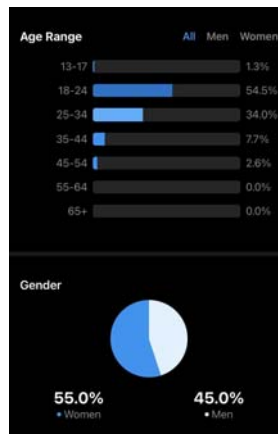 Age Range All Men Women
13-17 1.3%
18-24 54.5%
25-34 34.0%
35-44 7.7%
45-54 2.6%
55-64 0.0%
65+ 0.0%
Gender
55.0% 45.0%
• Women • Men